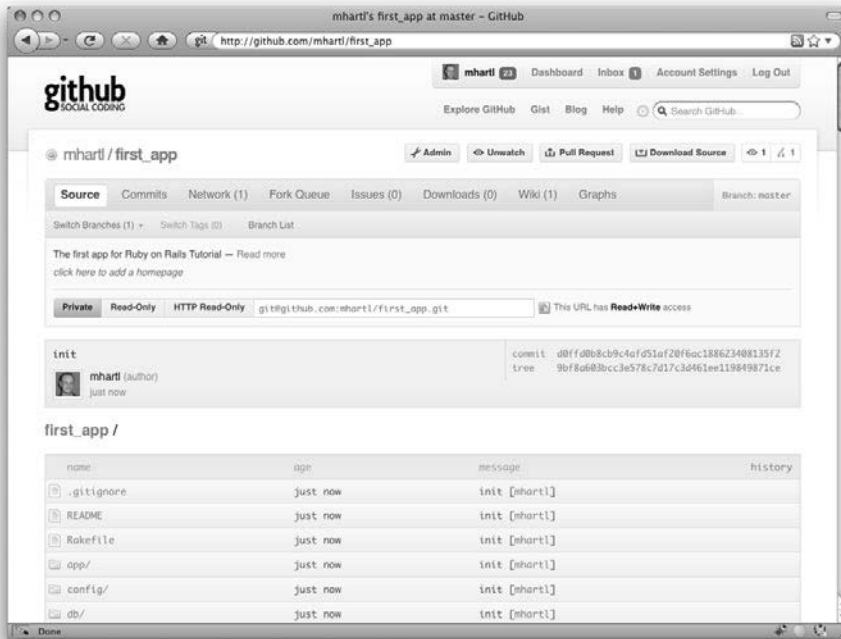 mhartl's first_app at master – GitHub
git http://github.com/mhartl/first_app
github
SOCIAL CODING
mhartl 23 Dashboard Inbox 1 Account Settings Log Out
Explore GitHub Gist Blog Help Search GitHub...
mhartl / first_app Admin Unwatch Pull Request Download Source 1 1
Source Commits Network (1) Fork Queue Issues (0) Downloads (0) Wiki (1) Graphs Branch: master
Switch Branches (1) Switch Tags (0) Branch List
The first app for Ruby on Rails Tutorial — Read more
click here to add a homepage
Private Read-Only HTTP Read-Only git@github.com:mhartl/first_app.git This URL has Read+Write access
init
mhartl (author)
just now
commit d0ffd0b8cb9c4afd51af20f6ac188623408135f2
tree 9bf8a603bcc3e578c7d17c3d461ee119849871ce
first_app /
name age message history
.gitignore just now init [mhartl]
README just now init [mhartl]
Rakefile just now init [mhartl]
app/ just now init [mhartl]
config/ just now init [mhartl]
db/ just now init [mhartl]
Done